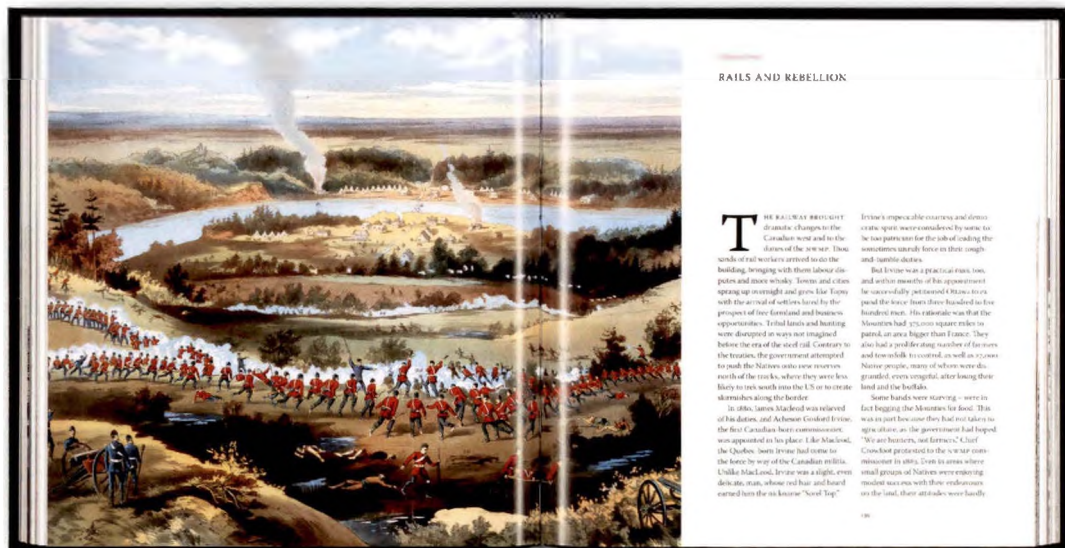 RAILS AND REBELLION
THE RAILWAY BROUGHT
dramatic changes to the
Canadian west and to the
duties of the NWMP. Thou-
sands of rail workers arrived to do the
building, bringing with them labour dis-
putes and more whisky. Towns and cities
sprang up overnight and grew like Topsy
with the arrival of settlers lured by the
prospect of free farmland and business
opportunities. Tribal lands and hunting
were disrupted in ways not imagined
before the era of the steel rail. Contrary to
the treaties, the government attempted
to push the Natives onto new reserves
north of the tracks, where they were less
likely to trek south into the US or to create
skirmishes along the border.
In 1880, James Macleod was relieved
of his duties, and Acheson Gosford Irvine,
the first Canadian-born commissioner,
was appointed in his place. Like Macleod,
the Quebec-born Irvine had come to
the force by way of the Canadian militia.
Unlike MacLeod, Irvine was a slight, even
delicate, man, whose red hair and beard
earned him the nickname "Sorel Top."
Irvine's impeccable courtesy and demo-
cratic spirit were considered by some to
be too patrician for the job of leading the
sometimes unruly force in their rough-
and-tumble duties.
But Irvine was a practical man, too,
and within months of his appointment
he successfully petitioned Ottawa to ex-
pand the force from three hundred to five
hundred men. His rationale was that the
Mounties had 375,000 square miles to
patrol, an area bigger than France. They
also had a proliferating number of farmers
and townsfolk to control, as well as 27,000
Native people, many of whom were dis-
gruntled, even vengeful, after losing their
land and the buffalo.
Some bands were starving – were in
fact begging the Mounties for food. This
was in part because they had not taken to
agriculture, as the government had hoped.
"We are hunters, not farmers," Chief
Crowfoot protested to the NWMP com-
missioner in 1883. Even in areas where
small groups of Natives were enjoying
modest success with their endeavours
on the land, their attitudes were hardly